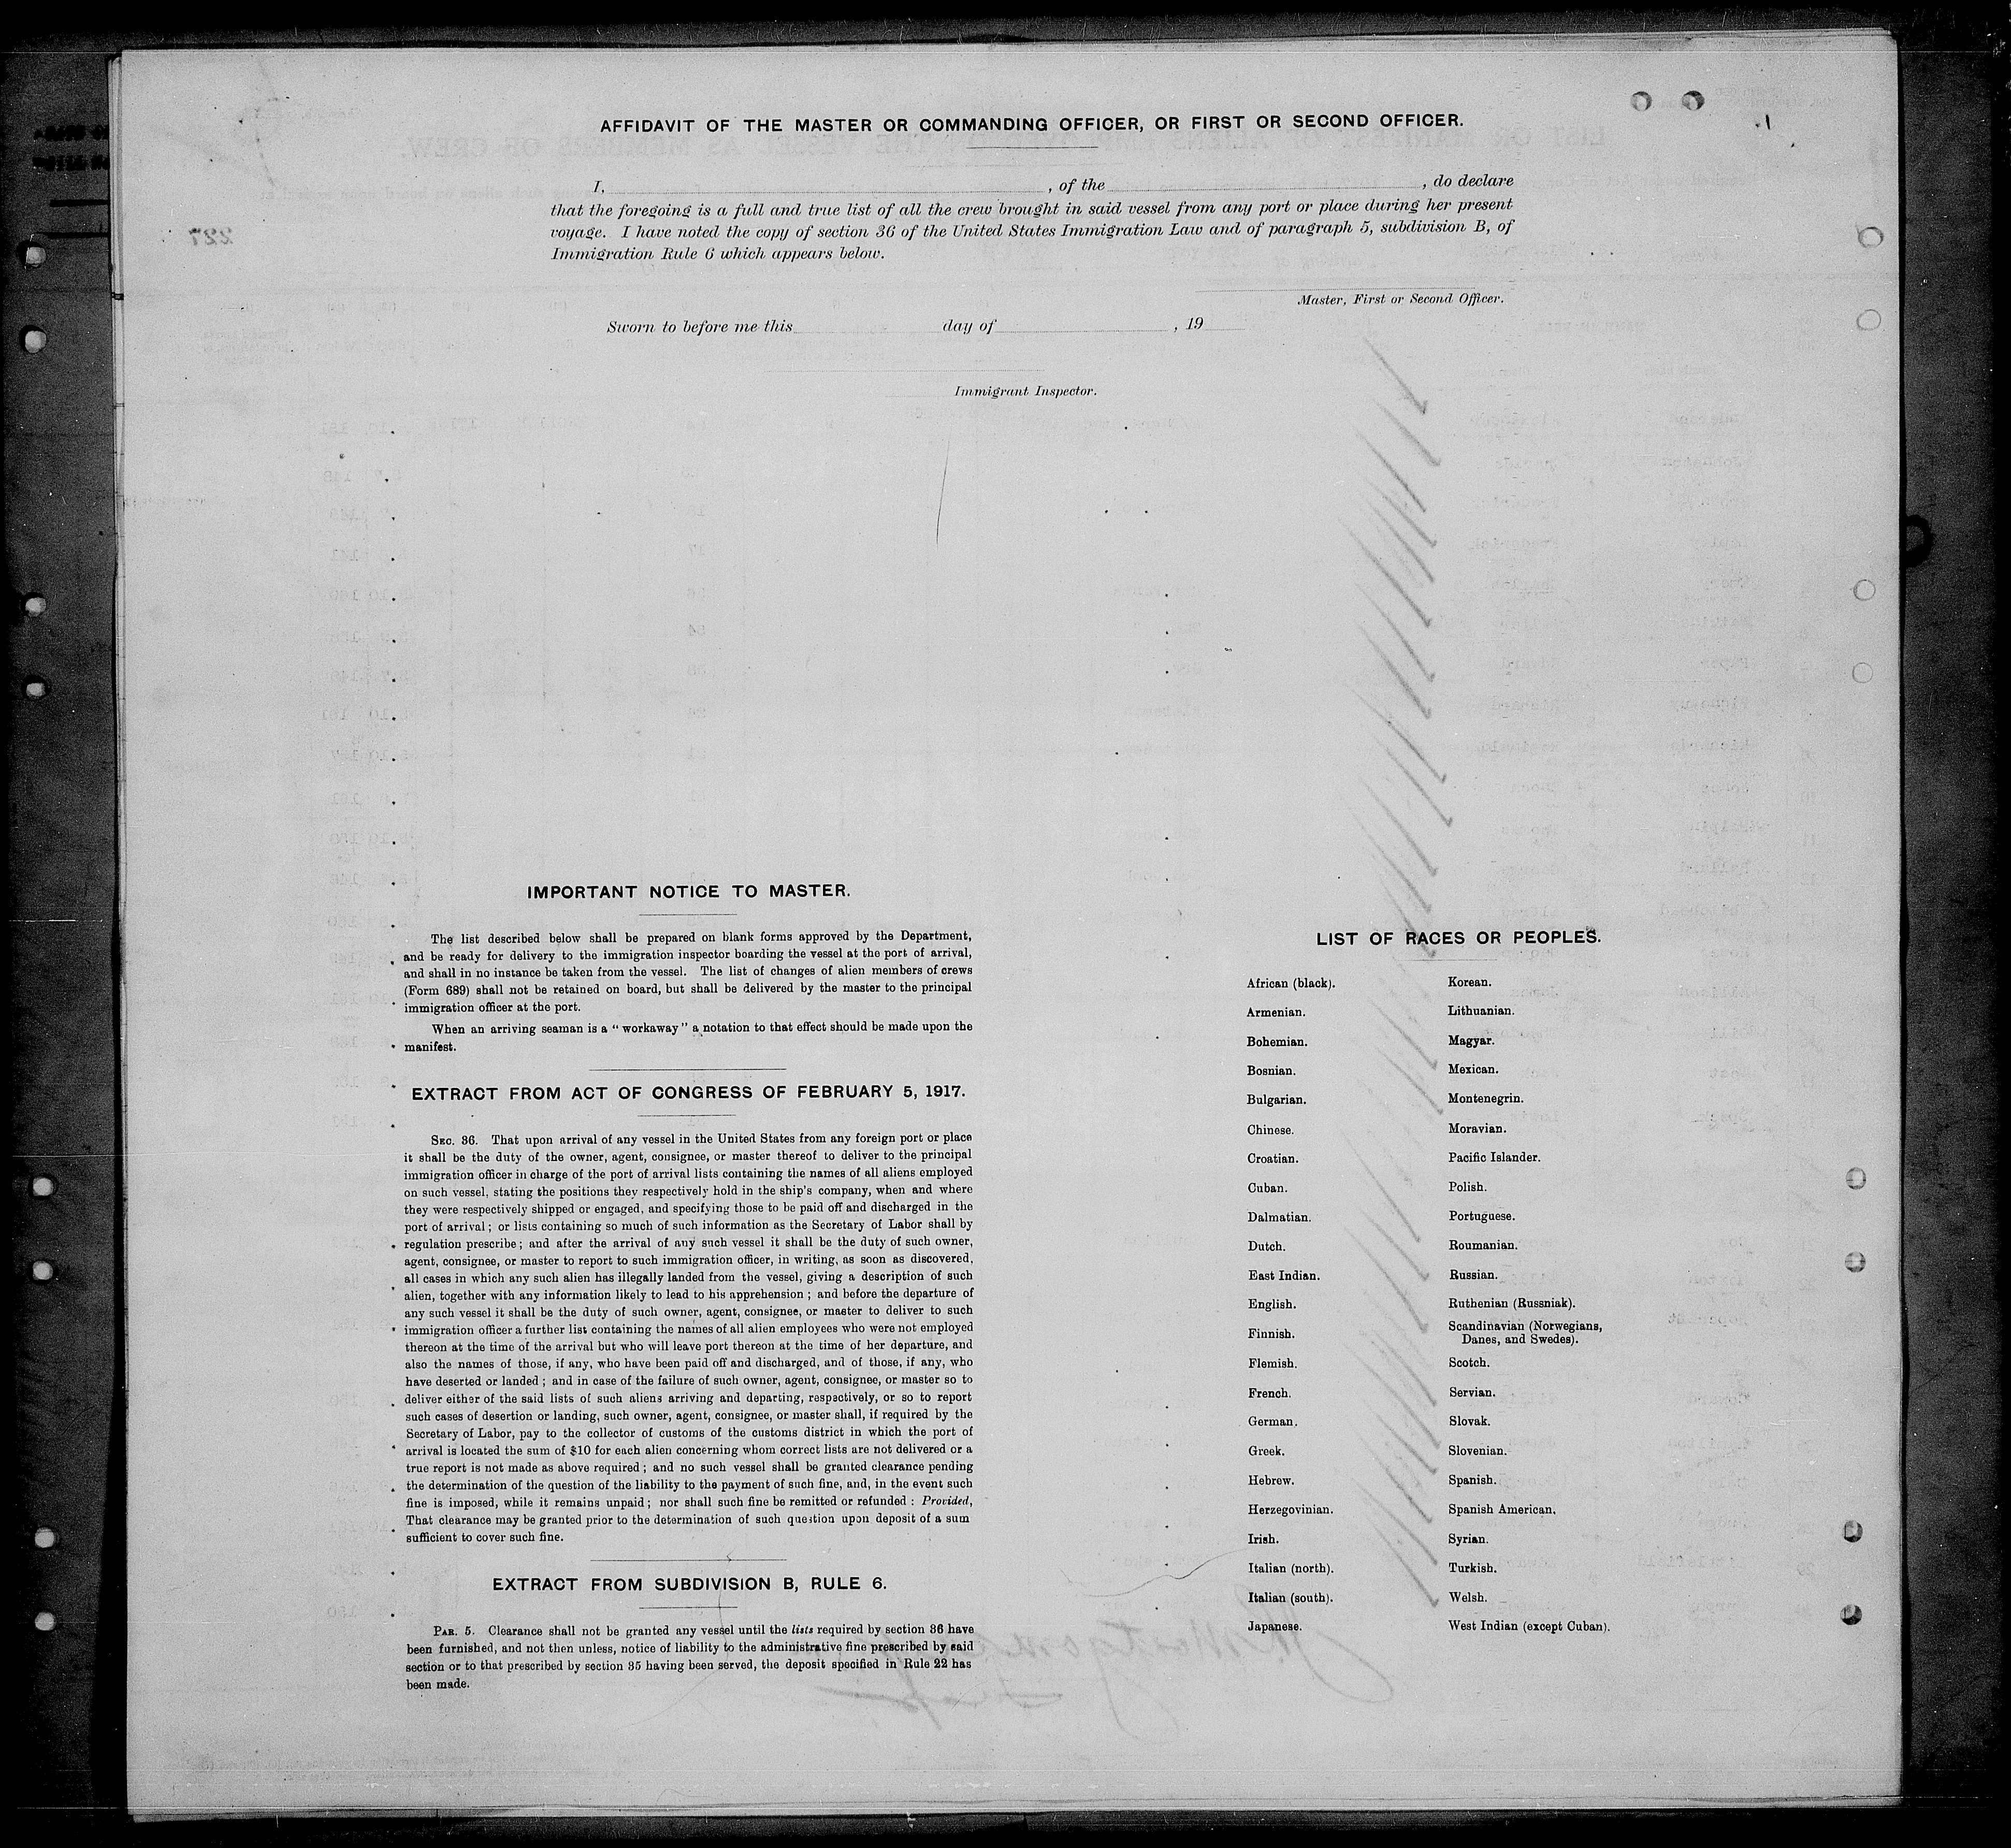 AFFIDAVIT OF THE MASTER OR COMMANDING OFFICER, OR FIRST OR SECOND OFFICER.
I, , of the , do declare
that the foregoing is a full and true list of all the crew brought in said vessel from any port or place during her present
voyage. I have noted the copy of section 36 of the United States Immigration Law and of paragraph 5, subdivision B, of
Immigration Rule 6 which appears below.
Master, First or Second Officer.
Sworn to before me this day of , 19
Immigrant Inspector.
IMPORTANT NOTICE TO MASTER.
The list described below shall be prepared on blank forms approved by the Department,
and be ready for delivery to the immigration inspector boarding the vessel at the port of arrival,
and shall in no instance be taken from the vessel. The list of changes of alien members of crews
(Form 689) shall not be retained on board, but shall be delivered by the master to the principal
immigration officer at the port.
When an arriving seaman is a "workaway" a notation to that effect should be made upon the
manifest.
EXTRACT FROM ACT OF CONGRESS OF FEBRUARY 5, 1917.
SEC. 36. That upon arrival of any vessel in the United States from any foreign port or place
it shall be the duty of the owner, agent, consignee, or master thereof to deliver to the principal
immigration officer in charge of the port of arrival lists containing the names of all aliens employed
on such vessel, stating the positions they respectively hold in the ship's company, when and where
they were respectively shipped or engaged, and specifying those to be paid off and discharged in the
port of arrival; or lists containing so much of such information as the Secretary of Labor shall by
regulation prescribe; and after the arrival of any such vessel it shall be the duty of such owner,
agent, consignee, or master to report to such immigration officer, in writing, as soon as discovered,
all cases in which any such alien has illegally landed from the vessel, giving a description of such
alien, together with any information likely to lead to his apprehension; and before the departure of
any such vessel it shall be the duty of such owner, agent, consignee, or master to deliver to such
immigration officer a further list containing the names of all alien employees who were not employed
thereon at the time of the arrival but who will leave port thereon at the time of her departure, and
also the names of those, if any, who have been paid off and discharged, and of those, if any, who
have deserted or landed; and in case of the failure of such owner, agent, consignee, or master so to
deliver either of the said lists of such aliens arriving and departing, respectively, or so to report
such cases of desertion or landing, such owner, agent, consignee, or master shall, if required by the
Secretary of Labor, pay to the collector of customs of the customs district in which the port of
arrival is located the sum of $10 for each alien concerning whom correct lists are not delivered or a
true report is not made as above required; and no such vessel shall be granted clearance pending
the determination of the question of the liability to the payment of such fine, and, in the event such
fine is imposed, while it remains unpaid; nor shall such fine be remitted or refunded: Provided,
That clearance may be granted prior to the determination of such question upon deposit of a sum
sufficient to cover such fine.
EXTRACT FROM SUBDIVISION B, RULE 6.
PAR. 5. Clearance shall not be granted any vessel until the lists required by section 36 have
been furnished, and not then unless, notice of liability to the administrative fine prescribed by said
section or to that prescribed by section 35 having been served, the deposit specified in Rule 22 has
been made.
LIST OF RACES OR PEOPLES.
African (black).
Armenian.
Bohemian.
Bosnian.
Bulgarian.
Chinese.
Croatian.
Cuban.
Dalmatian.
Dutch.
East Indian.
English.
Finnish.
Flemish.
French.
German.
Greek.
Hebrew.
Herzegovinian.
Irish.
Italian (north).
Italian (south).
Japanese.
Korean.
Lithuanian.
Magyar.
Mexican.
Montenegrin.
Moravian.
Pacific Islander.
Polish.
Portuguese.
Roumanian.
Russian.
Ruthenian (Russniak).
Scandinavian (Norwegians,
Danes, and Swedes).
Scotch.
Servian.
Slovak.
Slovenian.
Spanish.
Spanish American.
Syrian.
Turkish.
Welsh.
West Indian (except Cuban).